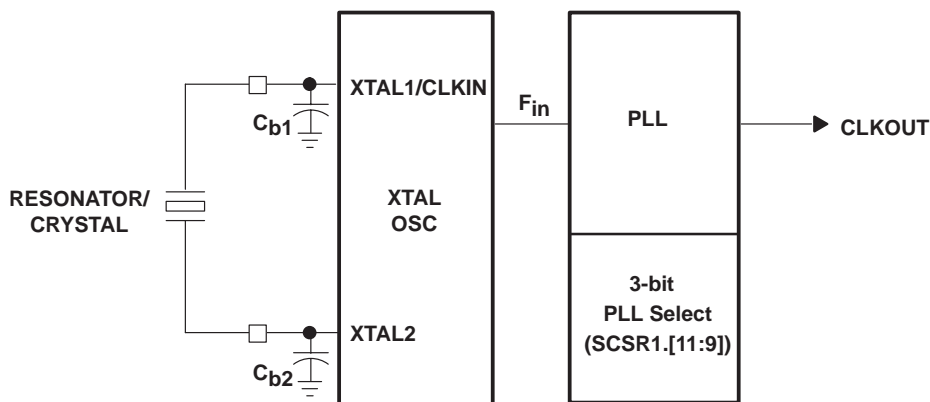 XTAL1/CLKIN
Cb1
Fin
PLL
CLKOUT
RESONATOR/
CRYSTAL
XTAL
OSC
3-bit
PLL Select
(SCSR1.[11:9])
XTAL2
Cb2